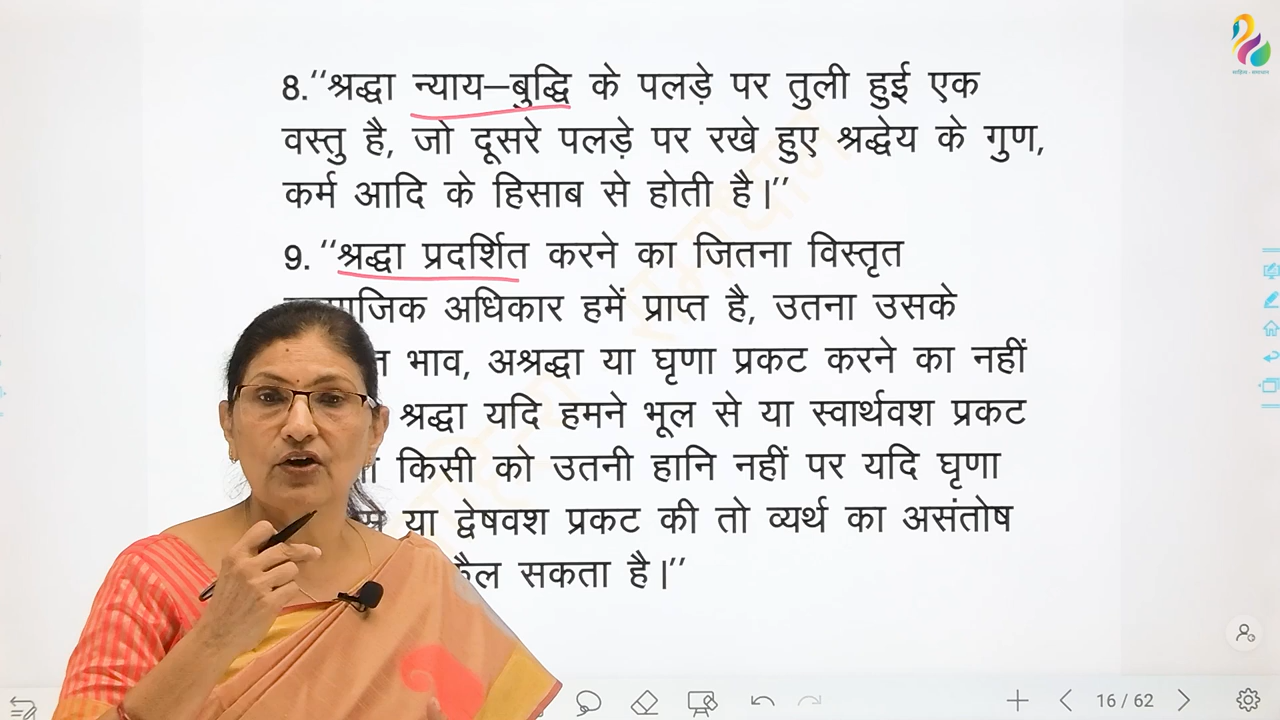 8.‘‘श्रद्धा न्याय–बुद्धि के पलड़े पर तुली हुई एक
वस्तु है, जो दूसरे पलड़े पर रखे हुए श्रद्धेय के गुण,
कर्म आदि के हिसाब से होती है।’’
9. ‘‘श्रद्धा प्रदर्शित करने का जितना विस्तृत
अधिकार हमें प्राप्त है, उतना उसके
भाव, अश्रद्धा या घृणा प्रकट करने का नहीं
श्रद्धा यदि हमने भूल से या स्वार्थवश प्रकट
किसी को उतनी हानि नहीं पर यदि घृणा
या द्वेषवश प्रकट की तो व्यर्थ का असंतोष
सकता है।’’
16 / 62